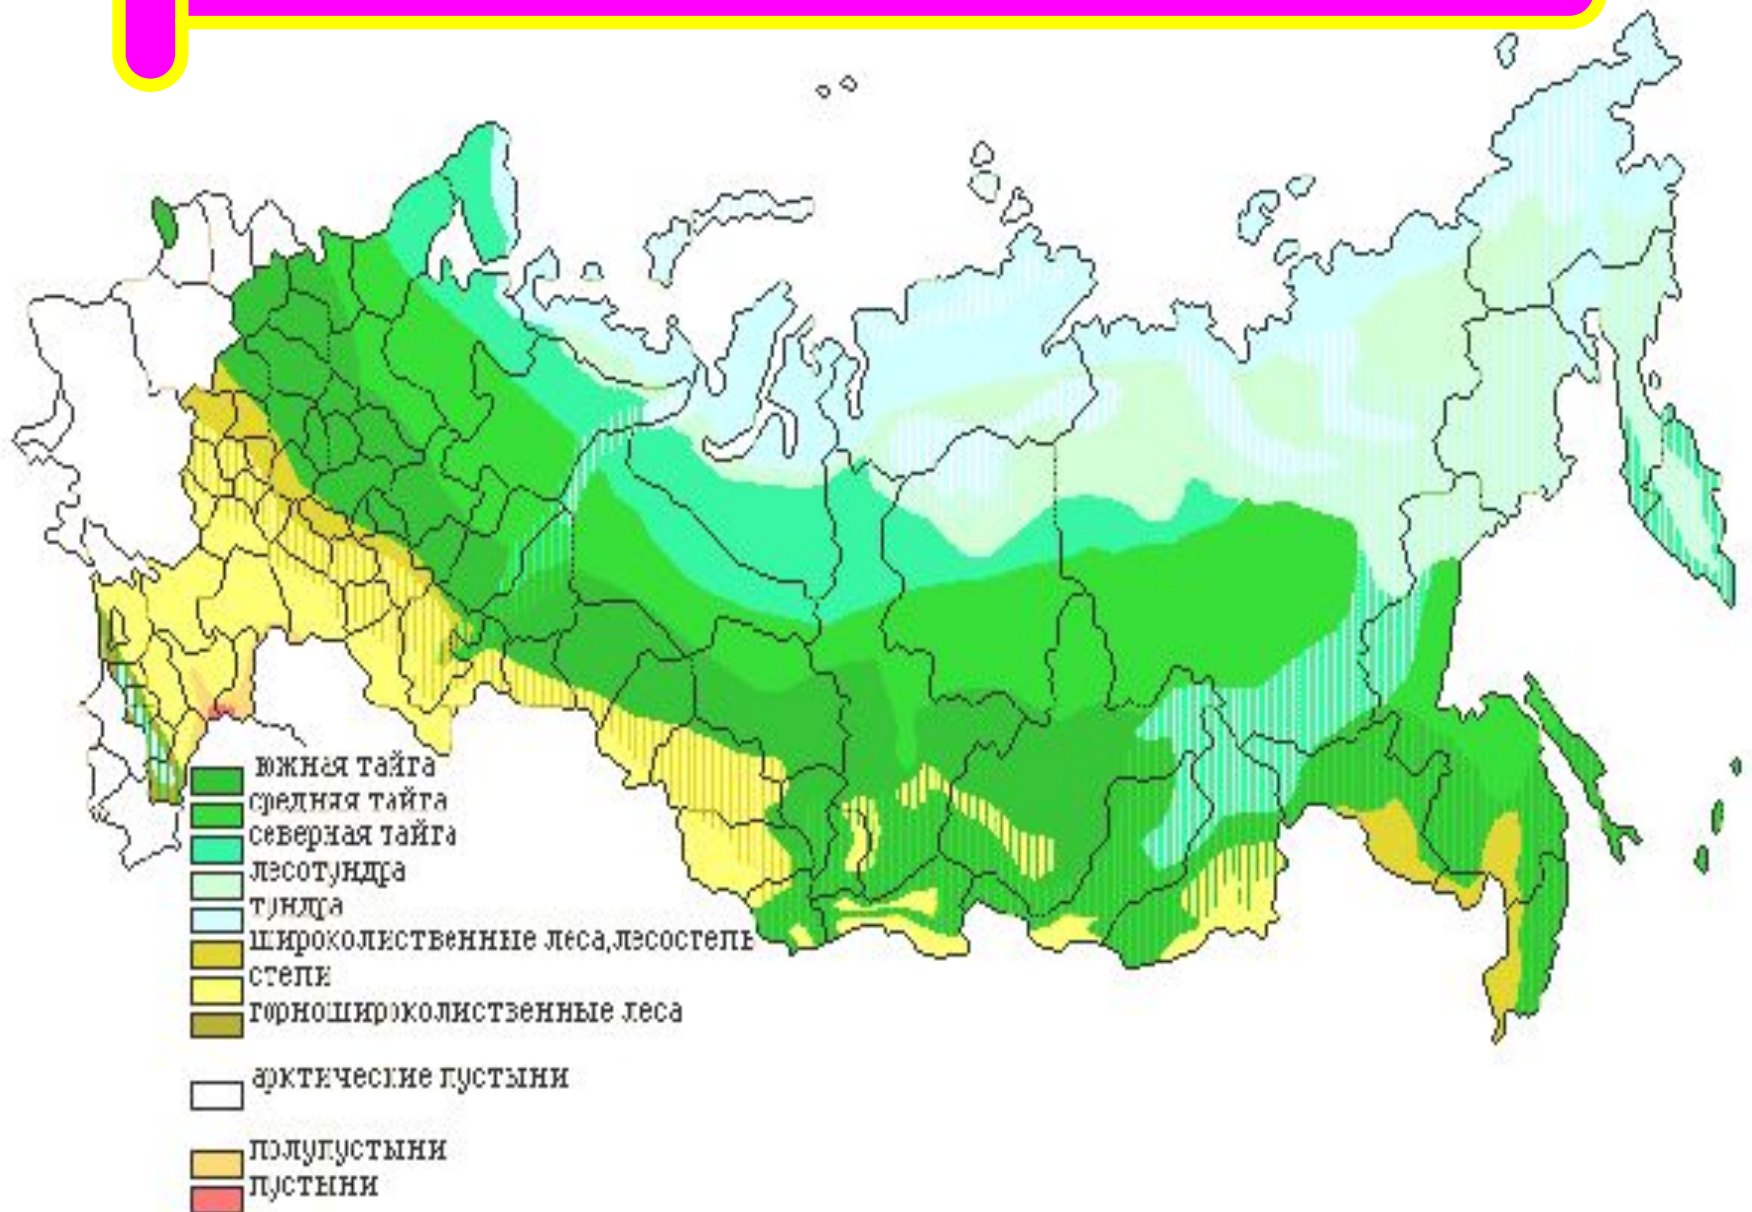 южная тайга
средняя тайга
северная тайга
лесотундра
тундра
широколиственные леса,лесостепь
степи
горношироколиственные леса
арктические пустыни
полупустыни
пустыни